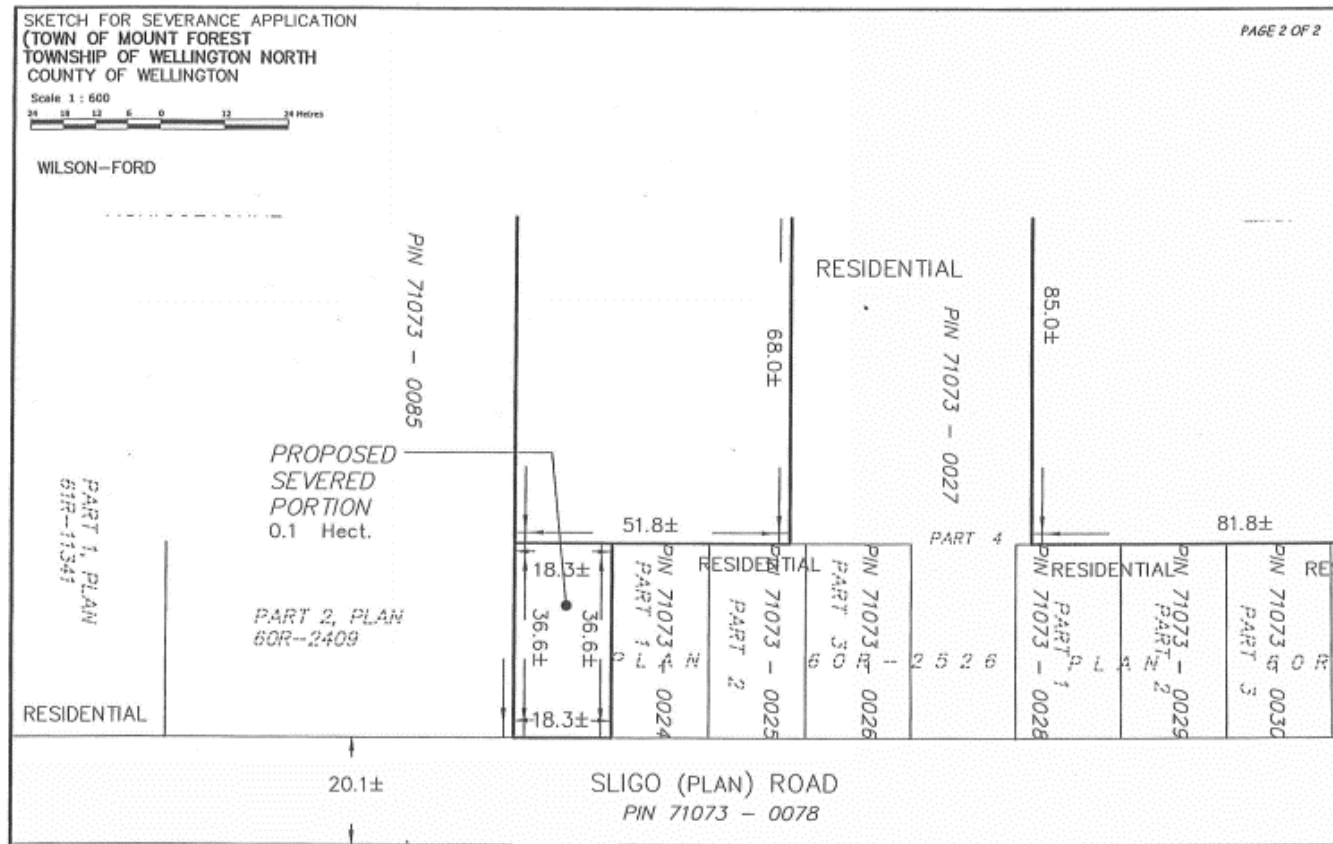 SKETCH FOR SEVERANCE APPLICATION
(TOWN OF MOUNT FOREST
TOWNSHIP OF WELLINGTON NORTH
COUNTY OF WELLINGTON
PAGE 2 OF 2
Scale 1 : 600
24 18 12 6 0 12 24 Metres
WILSON-FORD
PIN 71073 - 0085
RESIDENTIAL
68.0±
PIN 71073 - 0027
85.0±
PROPOSED
SEVERED
PORTION
0.1 Hect.
PART 1, PLAN
61R-11341
51.8±
81.8±
PART 4
18.3±
36.6±
36.6±
18.3±
PART 2, PLAN
60R-2409
RESIDENTIAL
RESIDENTIAL
RE
PIN 71073 - 0024
PART 1
PIN 71073 - 0025
PART 2
PIN 71073 - 0026
PART 3
PLAN 60R-2526
PIN 71073 - 0028
PART 1
PIN 71073 - 0029
PART 2
PIN 71073 - 0030
PART 3
PLAN 60R
RESIDENTIAL
20.1±
SLIGO (PLAN) ROAD
PIN 71073 - 0078